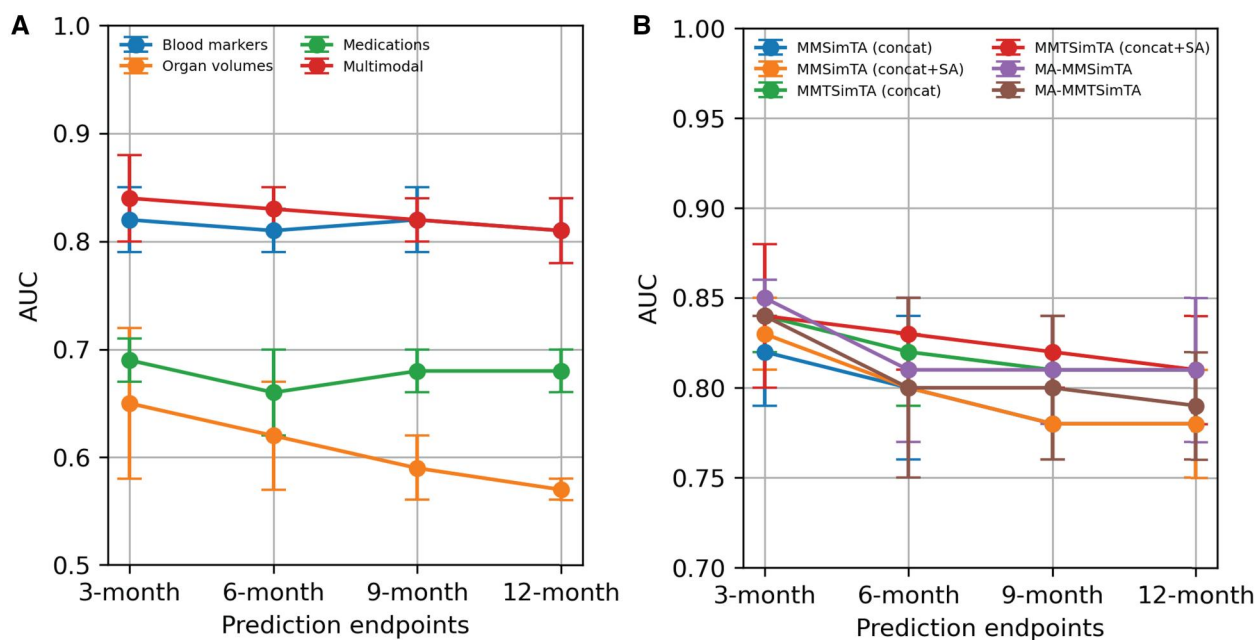 A
1.0
0.9
0.8
0.7
0.6
0.5
AUC
Blood markers
Organ volumes
Medications
Multimodal
3-month 6-month 9-month 12-month
Prediction endpoints
B
1.00
0.95
0.90
0.85
0.80
0.75
0.70
AUC
MMSimTA (concat)
MMSimTA (concat+SA)
MMTSimTA (concat)
MMTSimTA (concat+SA)
MA-MMSimTA
MA-MMTSimTA
3-month 6-month 9-month 12-month
Prediction endpoints